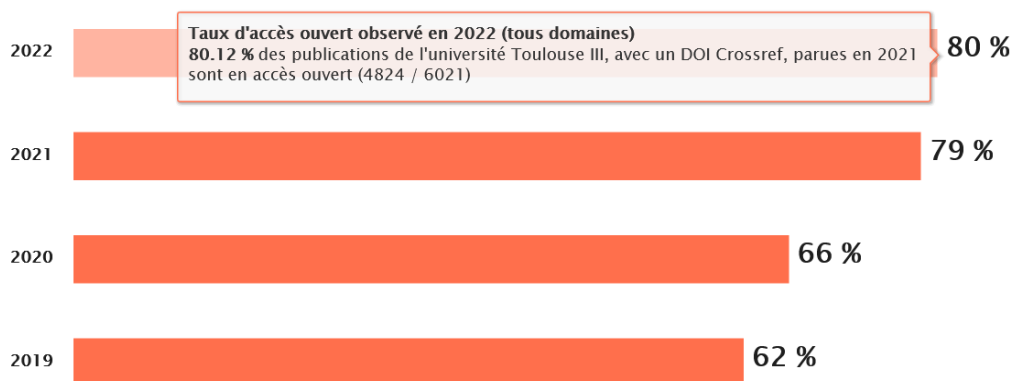 Taux d'accès ouvert observé en 2022 (tous domaines)
2022
80.12 % des publications de l'université Toulouse III, avec un DOI Crossref, parues en 2021
80 %
sont en accès ouvert (4824 / 6021)
2021
79 %
2020
66 %
2019
62 %